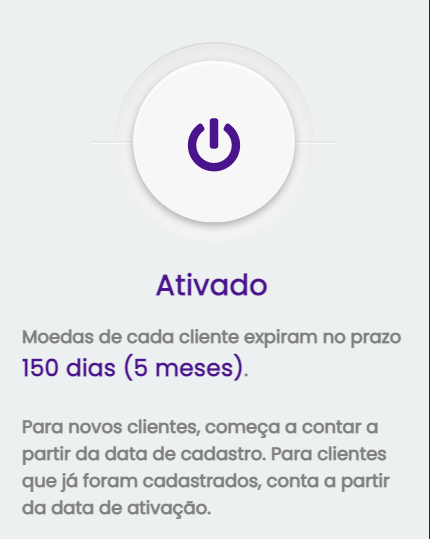 Ativado
Moedas de cada cliente expiram no prazo
150 dias (5 meses).
Para novos clientes, começa a contar a
partir da data de cadastro. Para clientes
que já foram cadastrados, conta a partir
da data de ativação.